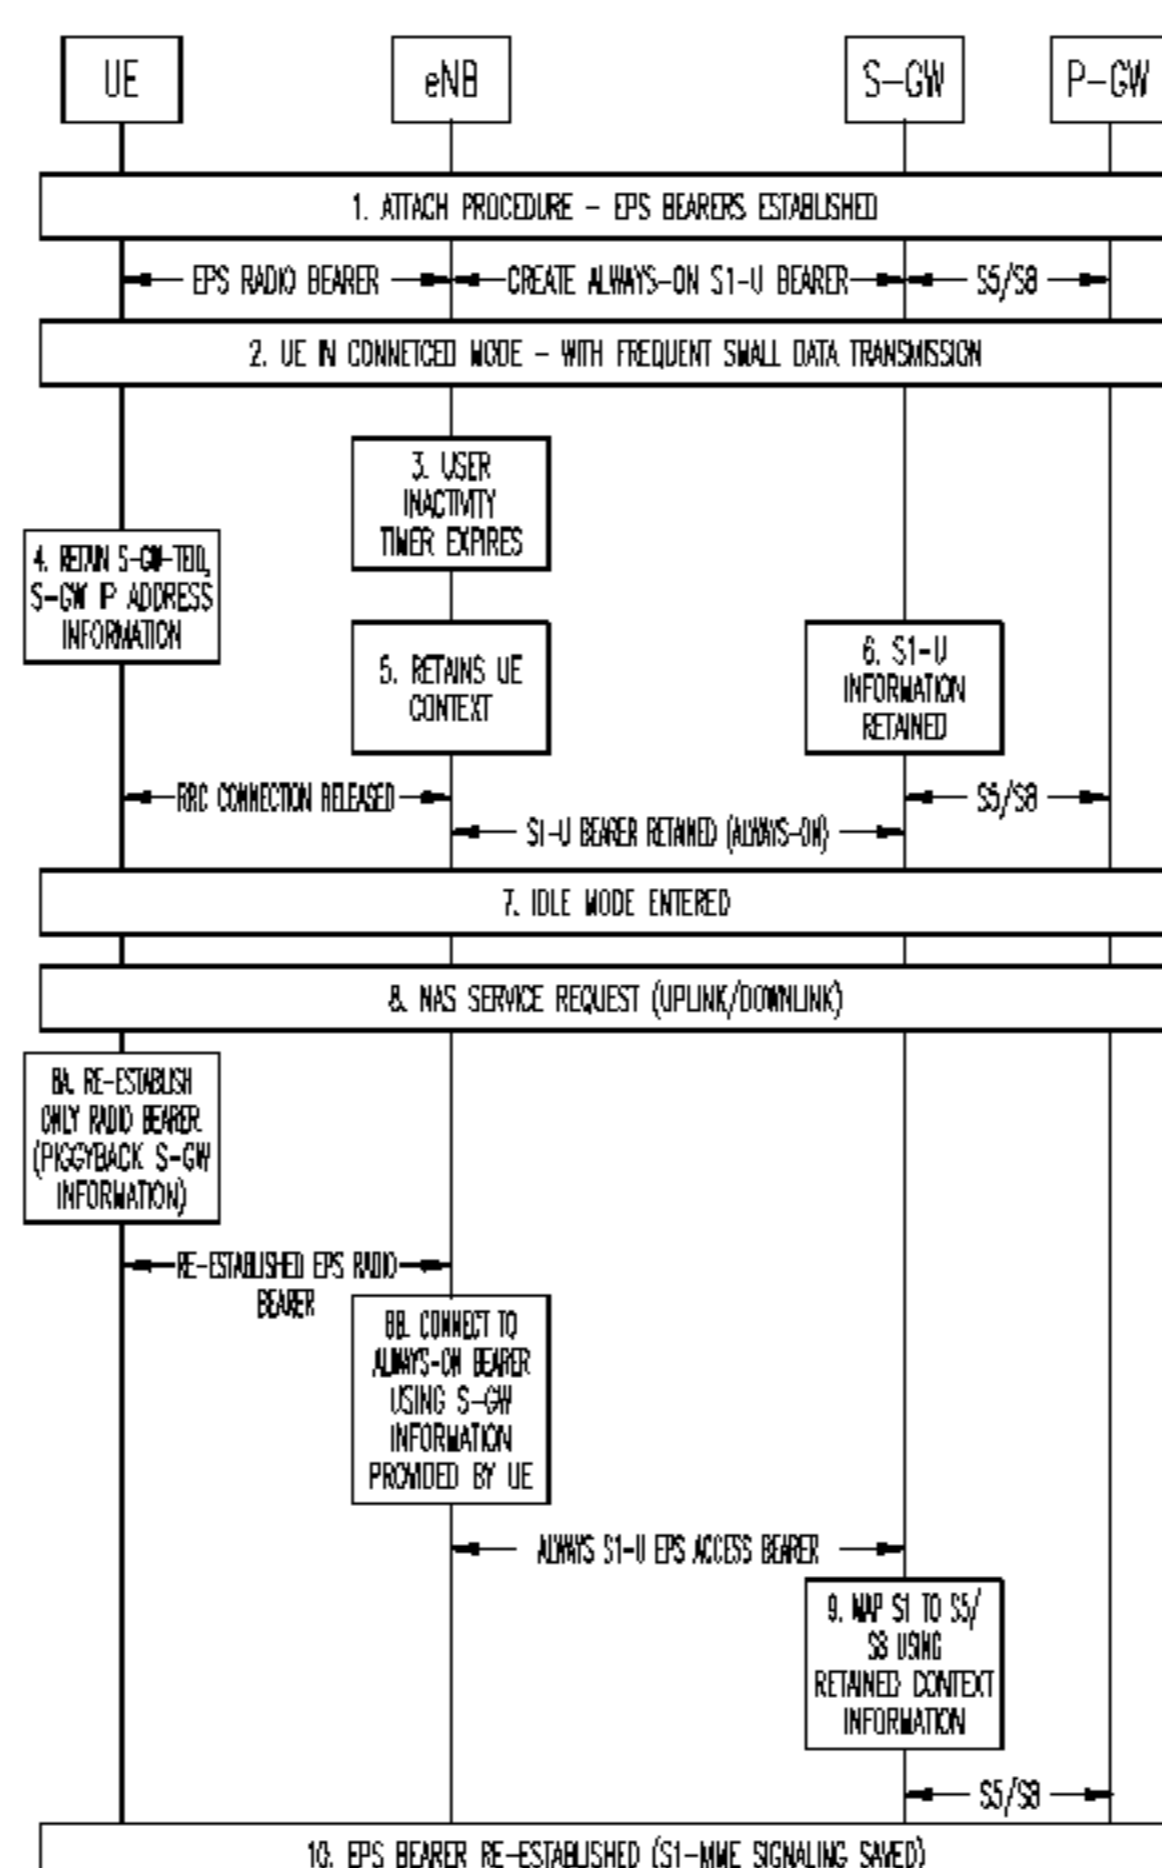 UE
eNB
S-GW
P-GW
1. ATTACH PROCEDURE - EPS BEARERS ESTABLISHED
EPS RADIO BEARER
CREATE ALWAYS-ON S1-U BEARER
S5/S8
2. UE IN CONNETCED MODE - WITH FREQUENT SMALL DATA TRANSMISSION
3. USER
INACTIVITY
TIMER EXPIRES
4. RETAIN S-GW-TEID,
S-GW IP ADDRESS
INFORMATION
5. RETAINS UE
CONTEXT
6. S1-U
INFORMATION
RETAINED
RRC CONNECTION RELEASED
S5/S8
S1-U BEARER RETAINED (ALWAYS-ON)
7. IDLE MODE ENTERED
8. NAS SERVICE REQUEST (UPLINK/DOWNLINK)
8A. RE-ESTABLISH
ONLY RADIO BEARER
(PIGGYBACK S-GW
INFORMATION)
RE-ESTABLISHED EPS RADIO
BEARER
8B. CONNECT TO
ALWAYS-ON BEARER
USING S-GW
INFORMATION
PROVIDED BY UE
ALWAYS S1-U EPS ACCESS BEARER
9. MAP S1 TO S5/
S8 USING
RETAINED CONTEXT
INFORMATION
S5/S8
10. EPS BEARER RE-ESTABLISHED (S1-MME SIGNALING SAVED)